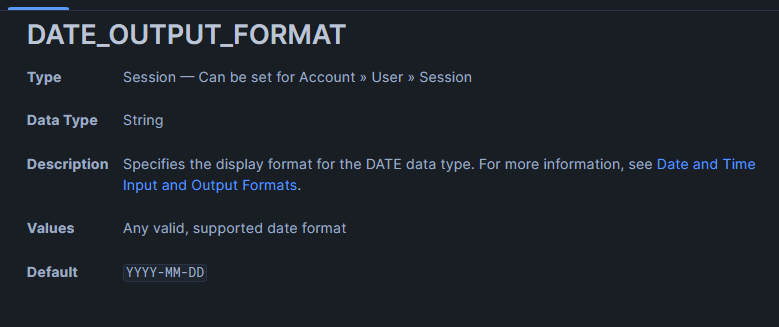 DATE_OUTPUT_FORMAT
Type Session — Can be set for Account » User » Session
Data Type String
Description Specifies the display format for the DATE data type. For more information, see Date and Time
Input and Output Formats.
Values Any valid, supported date format
Default YYYY-MM-DD